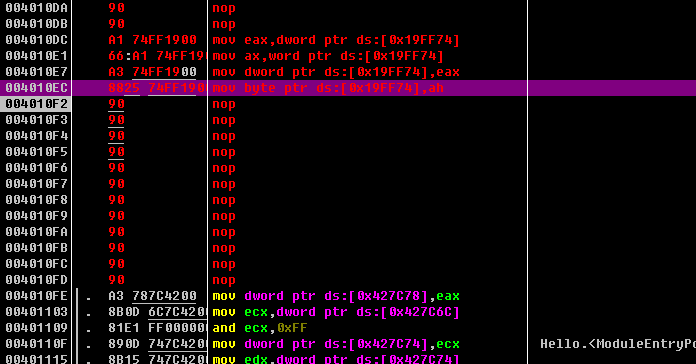 004010DA 90 nop
004010DB 90 nop
004010DC A1 74FF1900 mov eax,dword ptr ds:[0x19FF74]
004010E1 66:A1 74FF1900 mov ax,word ptr ds:[0x19FF74]
004010E7 A3 74FF1900 mov dword ptr ds:[0x19FF74],eax
004010EC 8825 74FF1900 mov byte ptr ds:[0x19FF74],ah
004010F2 90 nop
004010F3 90 nop
004010F4 90 nop
004010F5 90 nop
004010F6 90 nop
004010F7 90 nop
004010F8 90 nop
004010F9 90 nop
004010FA 90 nop
004010FB 90 nop
004010FC 90 nop
004010FD 90 nop
004010FE . A3 787C4200 mov dword ptr ds:[0x427C78],eax
00401103 . 8B0D 6C7C4200 mov ecx,dword ptr ds:[0x427C6C]
00401109 . 81E1 FF000000 and ecx,0xFF
0040110F . 890D 747C4200 mov dword ptr ds:[0x427C74],ecx Hello.<ModuleEntryPo
00401115 . 8B15 747C4200 mov edx,dword ptr ds:[0x427C74]